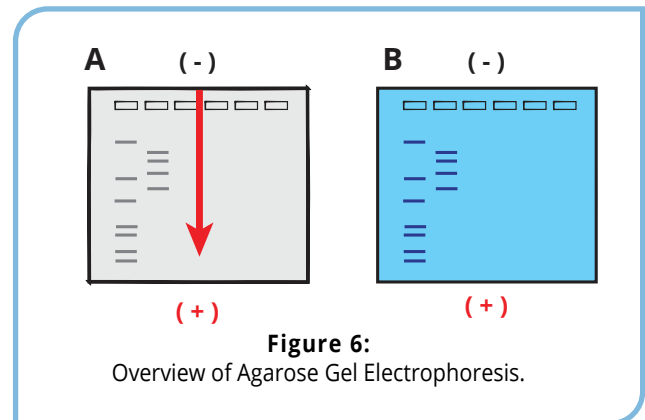 A ( - )
B ( - )
( + )
( + )
Figure 6:
Overview of Agarose Gel Electrophoresis.